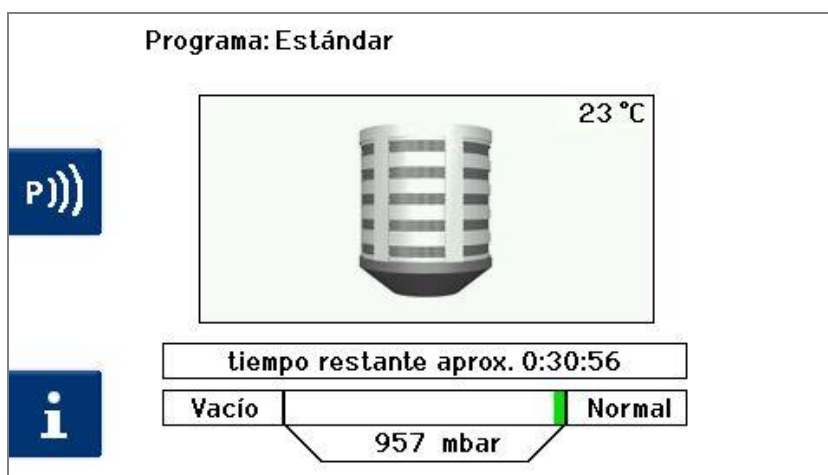 Programa: Estándar
23 °C
P)))
tiempo restante aprox. 0:30:56
i
Vacío
Normal
957 mbar